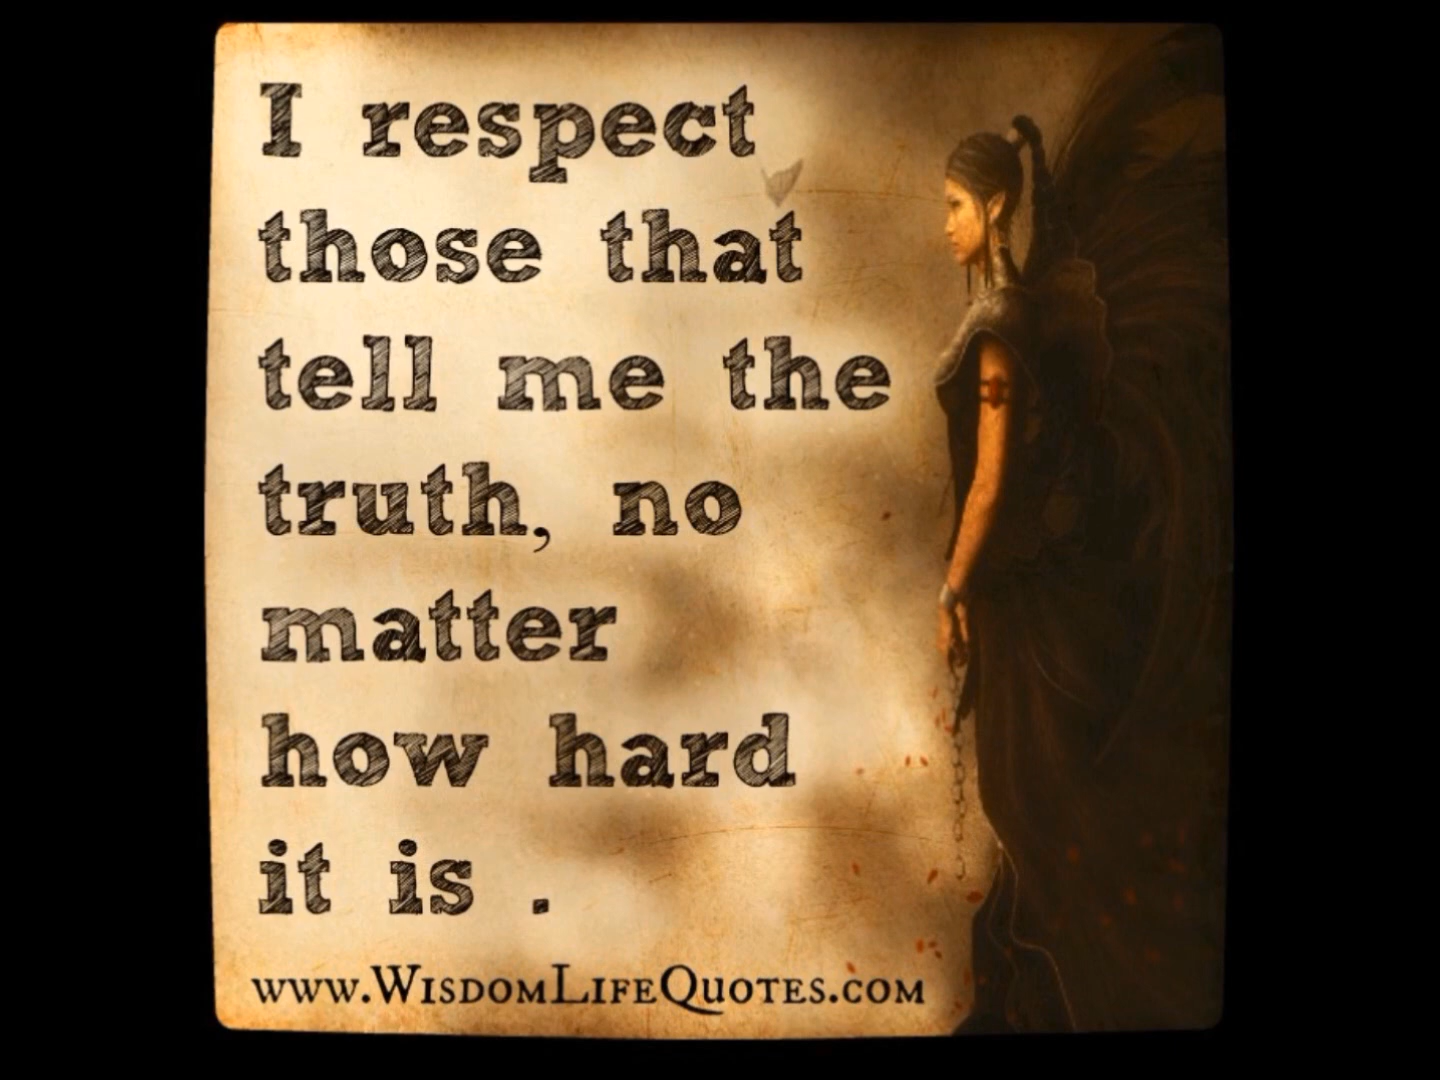 I respect
those that
tell me the
truth, no
matter
how hard
it is .
www.WisdomLifeQuotes.com